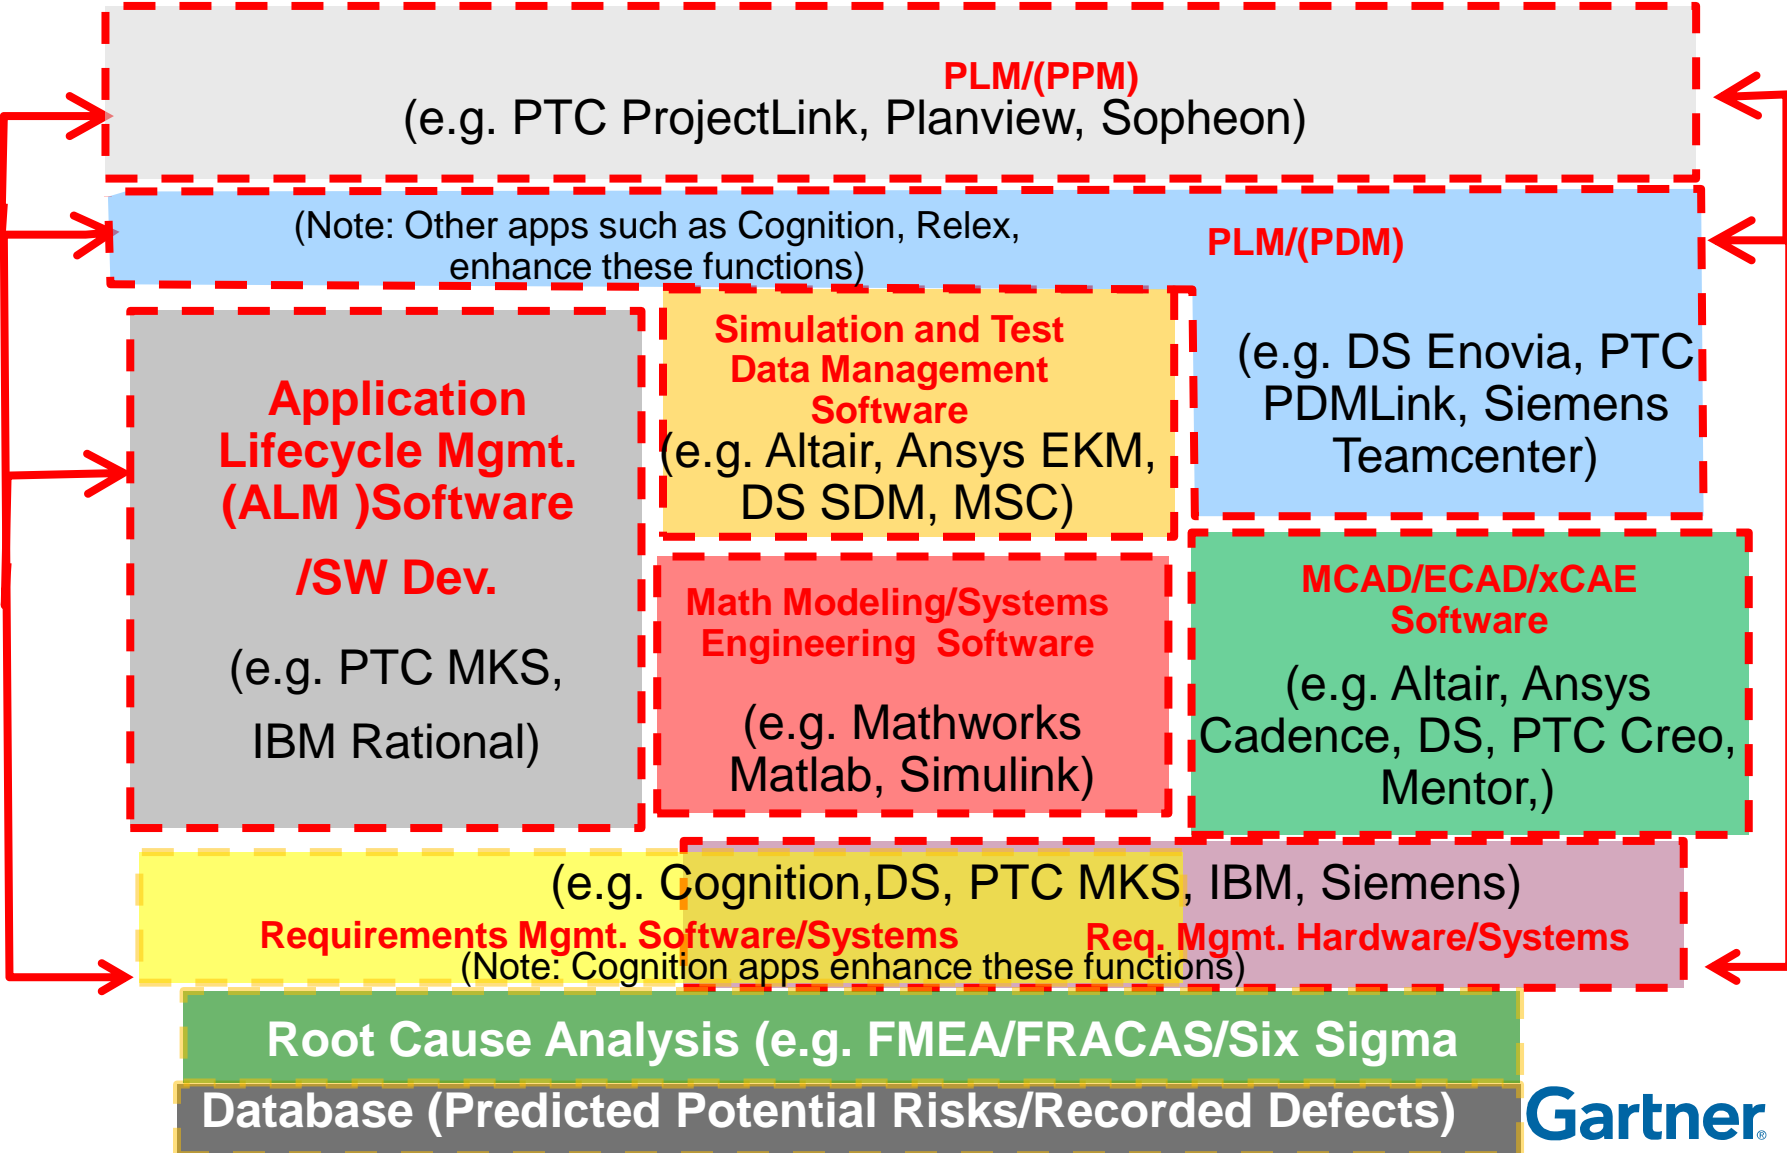 PLM/(PPM)
(e.g. PTC ProjectLink, Planview, Sopheon)
(Note: Other apps such as Cognition, Relex,
enhance these functions)
PLM/(PDM)
(e.g. DS Enovia, PTC
PDMLink, Siemens
Teamcenter)
Application
Lifecycle Mgmt.
(ALM )Software
/SW Dev.
(e.g. PTC MKS,
IBM Rational)
Simulation and Test
Data Management
Software
(e.g. Altair, Ansys EKM,
DS SDM, MSC)
Math Modeling/Systems
Engineering  Software
(e.g. Mathworks
Matlab, Simulink)
MCAD/ECAD/xCAE
Software
(e.g. Altair, Ansys
Cadence, DS, PTC Creo,
Mentor,)
(e.g. Cognition,DS, PTC MKS, IBM, Siemens)
Requirements Mgmt. Software/Systems
Req. Mgmt. Hardware/Systems
(Note: Cognition apps enhance these functions)
Root Cause Analysis (e.g. FMEA/FRACAS/Six Sigma
Database (Predicted Potential Risks/Recorded Defects)
Gartner®